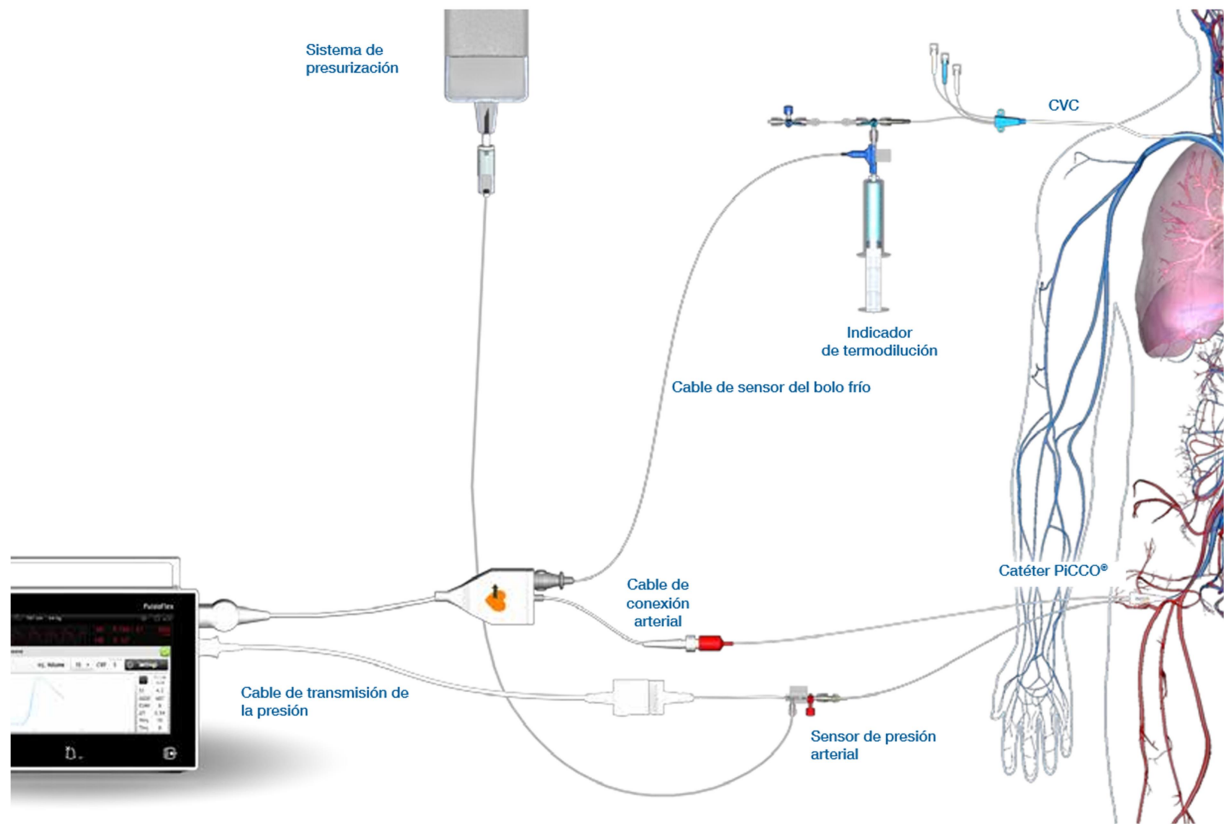 Sistema de
presurización
CVC
Indicador
de termodilución
Cable de sensor del bolo frío
Catéter PiCCO®
Cable de
conexión
arterial
PulsioFlex
Cable de transmisión de
la presión
Sensor de presión
arterial